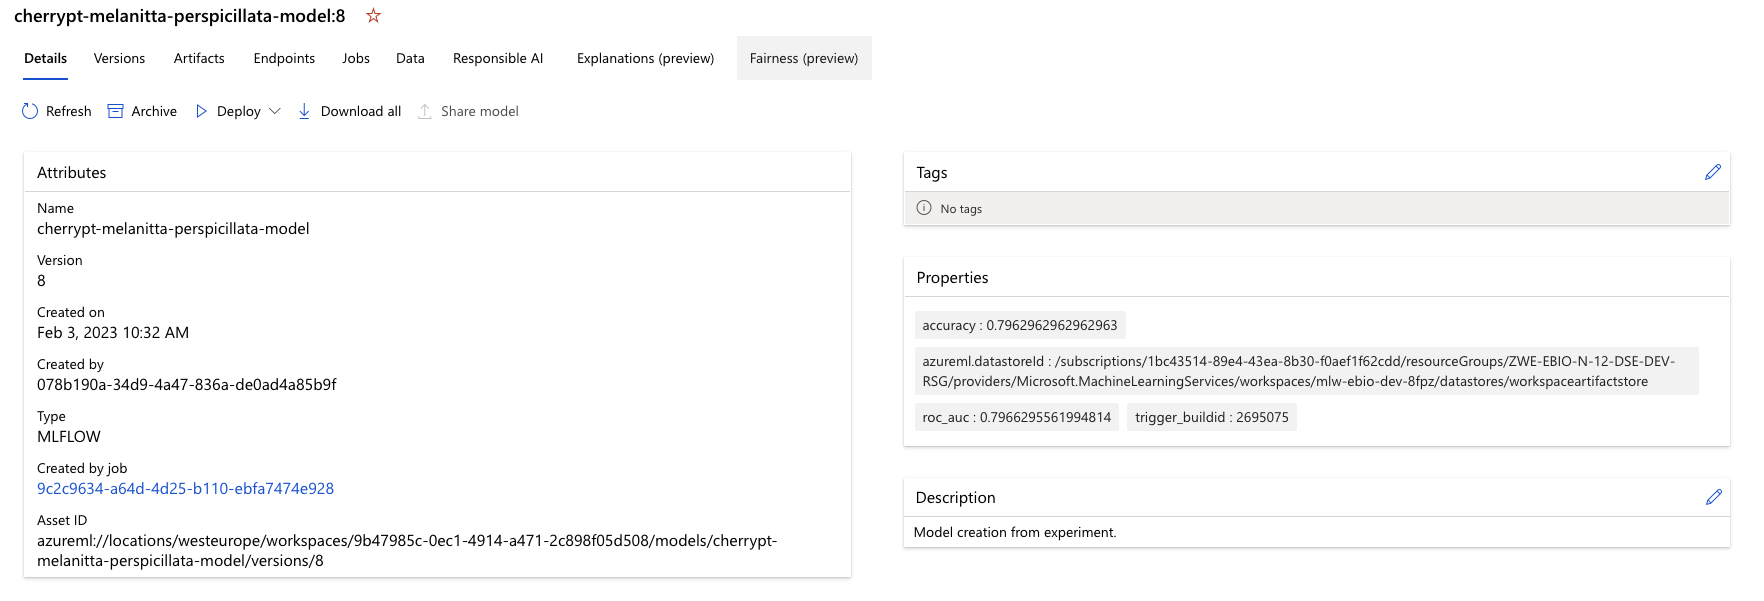 cherrypt-melanitta-perspicillata-model:8
Details Versions Artifacts Endpoints Jobs Data Responsible AI Explanations (preview) Fairness (preview)
Refresh Archive Deploy Download all Share model
Attributes
Name
cherrypt-melanitta-perspicillata-model
Version
8
Created on
Feb 3, 2023 10:32 AM
Created by
078b190a-34d9-4a47-836a-de0ad4a85b9f
Type
MLFLOW
Created by job
9c2c9634-a64d-4d25-b110-ebfa7474e928
Asset ID
azureml://locations/westeurope/workspaces/9b47985c-0ec1-4914-a471-2c898f05d508/models/cherrypt-
melanitta-perspicillata-model/versions/8
Tags
No tags
Properties
accuracy : 0.7962962962962963
azureml.datastoreId : /subscriptions/1bc43514-89e4-43ea-8b30-f0aef1f62cdd/resourceGroups/ZWE-EBIO-N-12-DSE-DEV-
RSG/providers/Microsoft.MachineLearningServices/workspaces/mlw-ebio-dev-8fpz/datastores/workspaceartifactstore
roc_auc : 0.7966295561994814 trigger_buildid : 2695075
Description
Model creation from experiment.